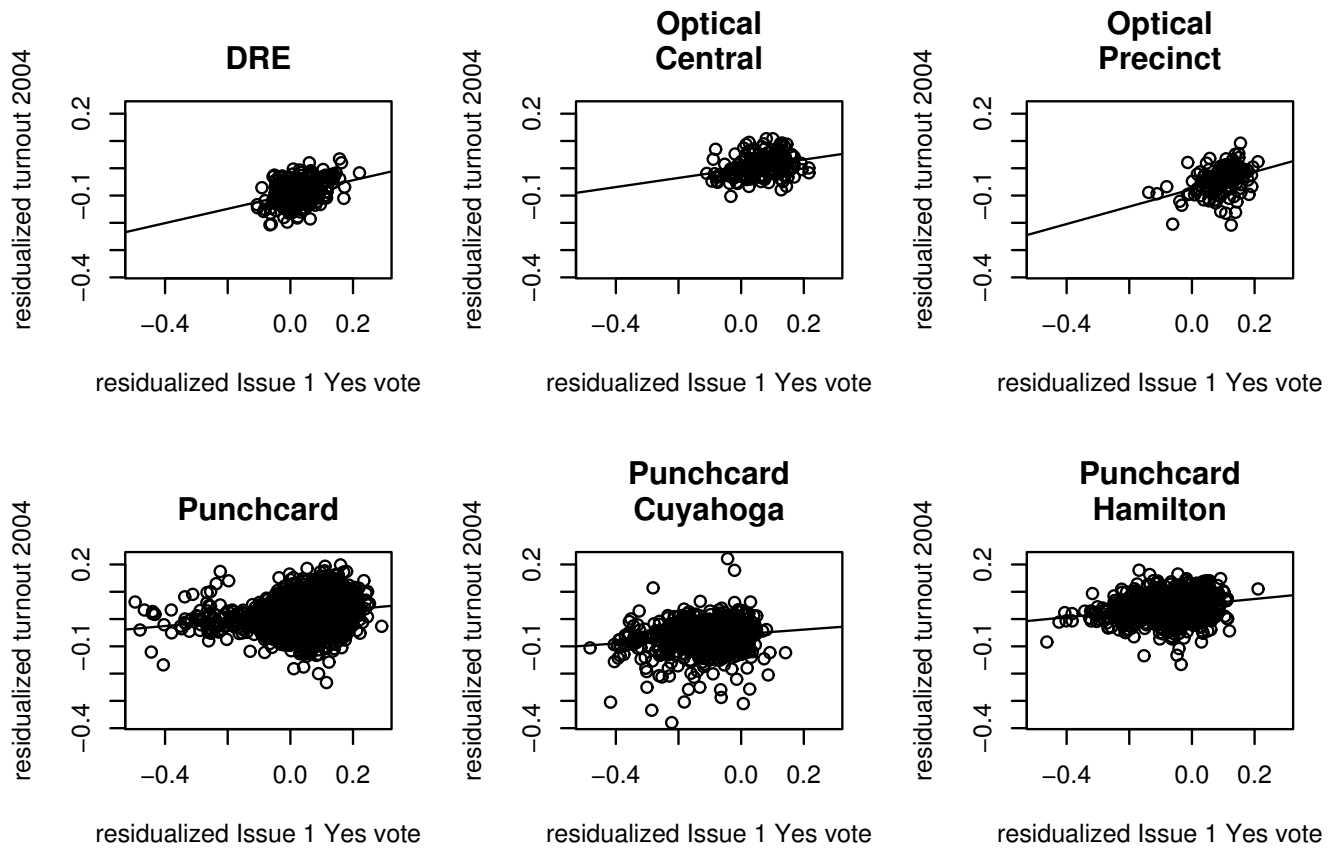 DRE
residualized turnout 2004
0.2
−0.1
−0.4
−0.4 0.0 0.2
residualized Issue 1 Yes vote
Optical
Central
residualized turnout 2004
0.2
−0.1
−0.4
−0.4 0.0 0.2
residualized Issue 1 Yes vote
Optical
Precinct
residualized turnout 2004
0.2
−0.1
−0.4
−0.4 0.0 0.2
residualized Issue 1 Yes vote
Punchcard
residualized turnout 2004
0.2
−0.1
−0.4
−0.4 0.0 0.2
residualized Issue 1 Yes vote
Punchcard
Cuyahoga
residualized turnout 2004
0.2
−0.1
−0.4
−0.4 0.0 0.2
residualized Issue 1 Yes vote
Punchcard
Hamilton
residualized turnout 2004
0.2
−0.1
−0.4
−0.4 0.0 0.2
residualized Issue 1 Yes vote